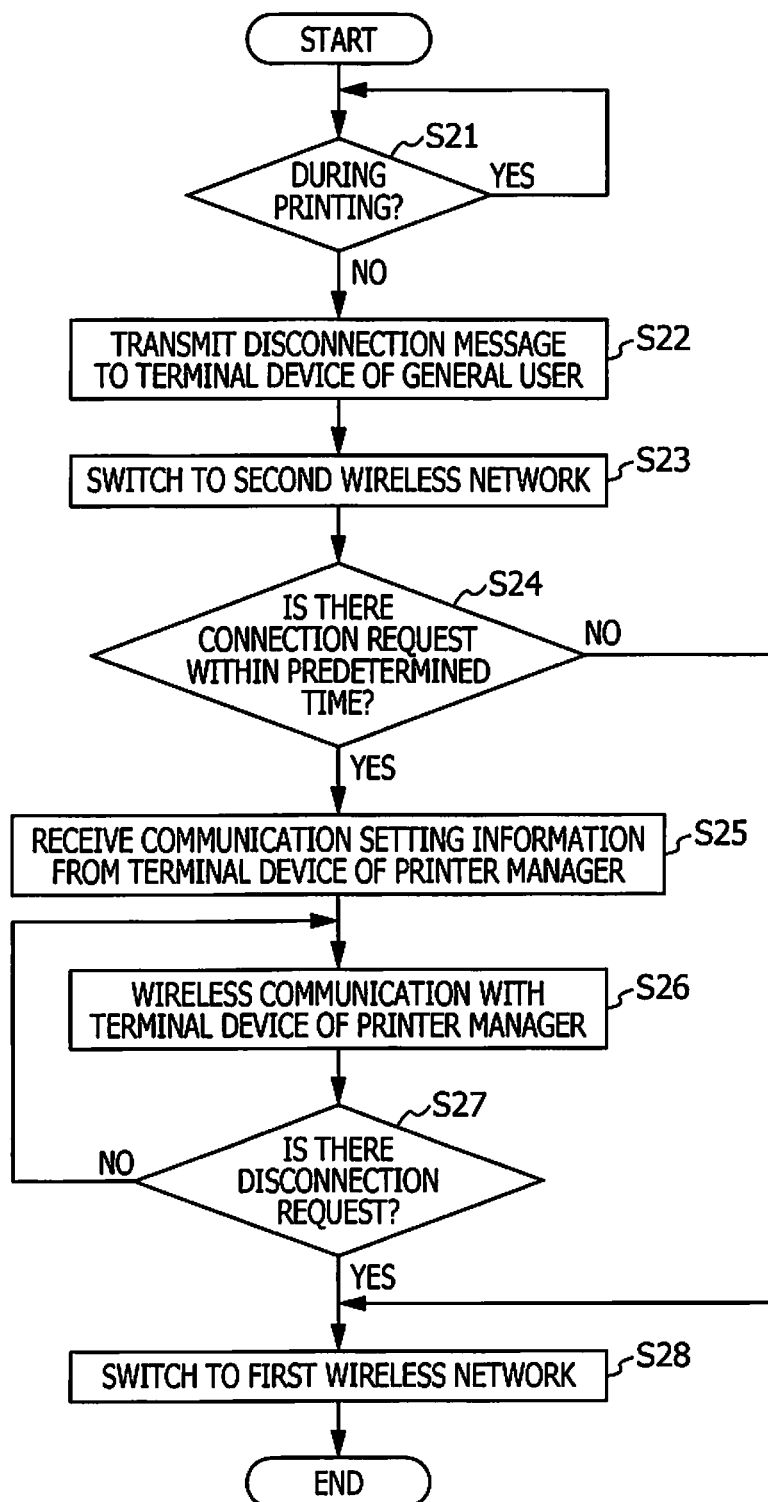 START
S21
DURING
PRINTING?
YES
NO
TRANSMIT DISCONNECTION MESSAGE
TO TERMINAL DEVICE OF GENERAL USER
S22
SWITCH TO SECOND WIRELESS NETWORK
S23
S24
IS THERE
CONNECTION REQUEST
WITHIN PREDETERMINED
TIME?
NO
YES
RECEIVE COMMUNICATION SETTING INFORMATION
FROM TERMINAL DEVICE OF PRINTER MANAGER
S25
WIRELESS COMMUNICATION WITH
TERMINAL DEVICE OF PRINTER MANAGER
S26
S27
IS THERE
DISCONNECTION
REQUEST?
NO
YES
SWITCH TO FIRST WIRELESS NETWORK
S28
END